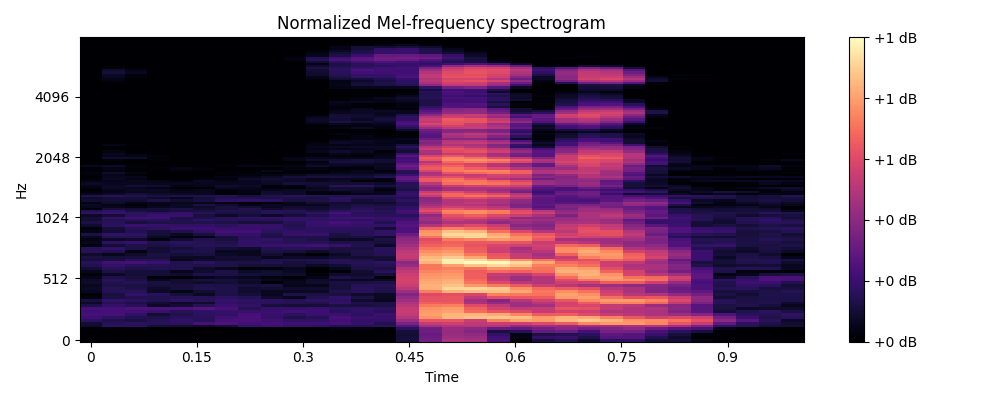 Normalized Mel-frequency spectrogram
Hz
4096
2048
1024
512
0
0 0.15 0.3 0.45 0.6 0.75 0.9
Time
+1 dB
+1 dB
+1 dB
+0 dB
+0 dB
+0 dB